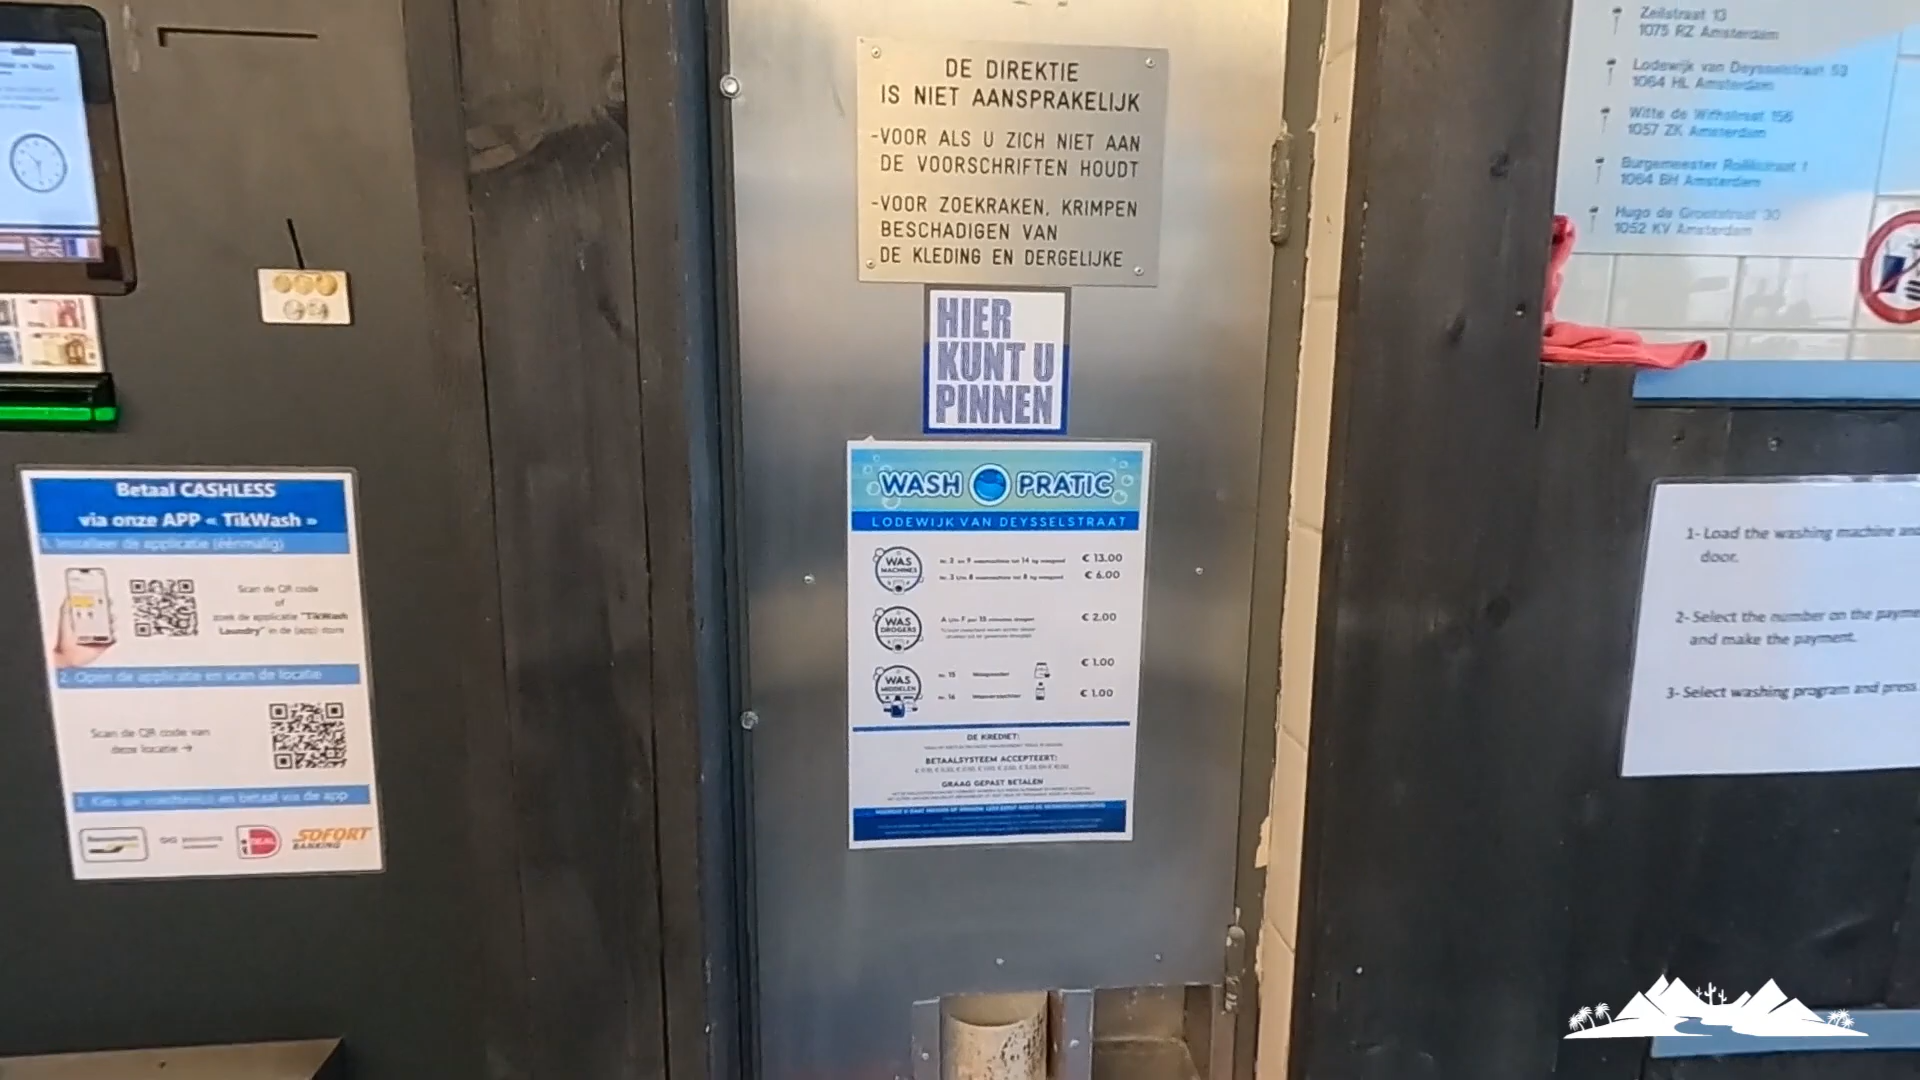 DE DIREKTIE
IS NIET AANSPRAKELIJK
-VOOR ALS U ZICH NIET AAN
DE VOORSCHRIFTEN HOUDT
-VOOR ZOEKRAKEN, KRIMPEN
BESCHADIGEN VAN
DE KLEDING EN DERGELIJKE
HIER
KUNT U
PINNEN
WASH PRATIC
LODEWIJK VAN DEYSSELSTRAAT
WAS
MACHINES
€ 13.00
€ 6.00
WAS
DROGERS
€ 2.00
WAS
MIDDELEN
Nr. 15
€ 1.00
Nr. 16
€ 1.00
DE KREDIET:
BETAALSYSTEEM ACCEPTEERT:
GRAAG GEPAST BETALEN
Betaal CASHLESS
via onze APP « TikWash »
1. Installeer de applicatie (éénmalig)
Scan de QR code
of
zoek de applicatie "TikWash
Laundry" in de (app) store
2. Open de applicatie en scan de locatie
Scan de QR code van
deze locatie →
3. Kies uw machine(s) en betaal via de app
iDEAL
SOFORT
BANKING
Zeilstraat 13
1075 RZ Amsterdam
Lodewijk van Deysselstraat 53
1064 HL Amsterdam
Witte de Withstraat 156
1057 ZK Amsterdam
Burgemeester
1064 BH Amsterdam
Hugo de Grootstraat 30
1052 KV Amsterdam
1- Load the washing machine and
door.
2- Select the number on the
and make the payment.
3- Select washing program and press